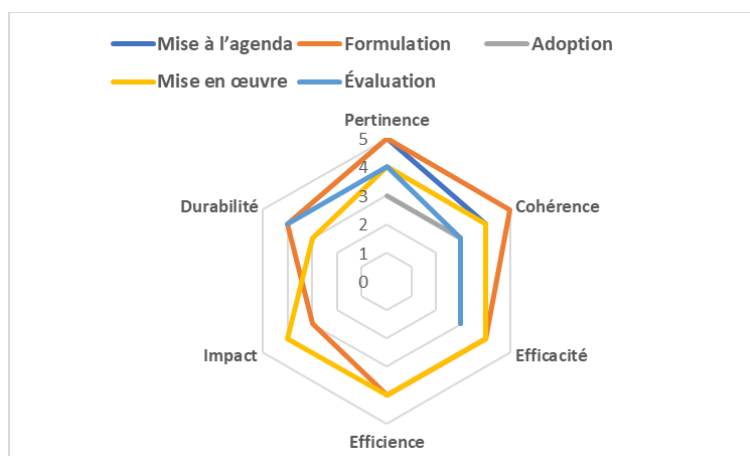 Mise à l’agenda Formulation Adoption
Mise en œuvre Évaluation
Pertinence
5
4
3
2
1
0
Durabilité
Cohérence
Impact
Efficacité
Efficience